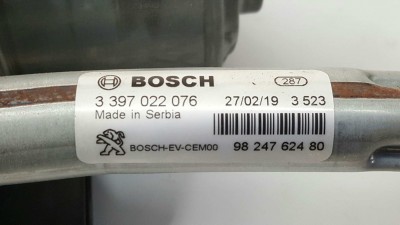 BOSCH 287
3 397 022 076 27/02/19 3 523
Made in Serbia
BOSCH-EV-CEM00 98 247 624 80